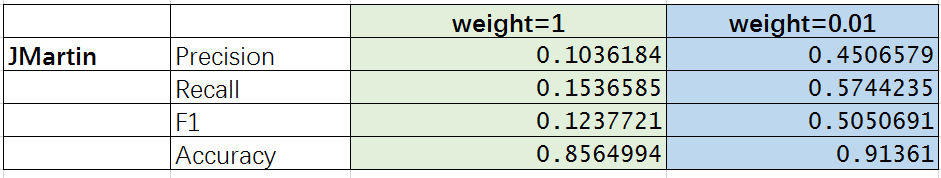 weight=1 weight=0.01
JMartin Precision 0.1036184 0.4506579
Recall 0.1536585 0.5744235
F1 0.1237721 0.5050691
Accuracy 0.8564994 0.91361